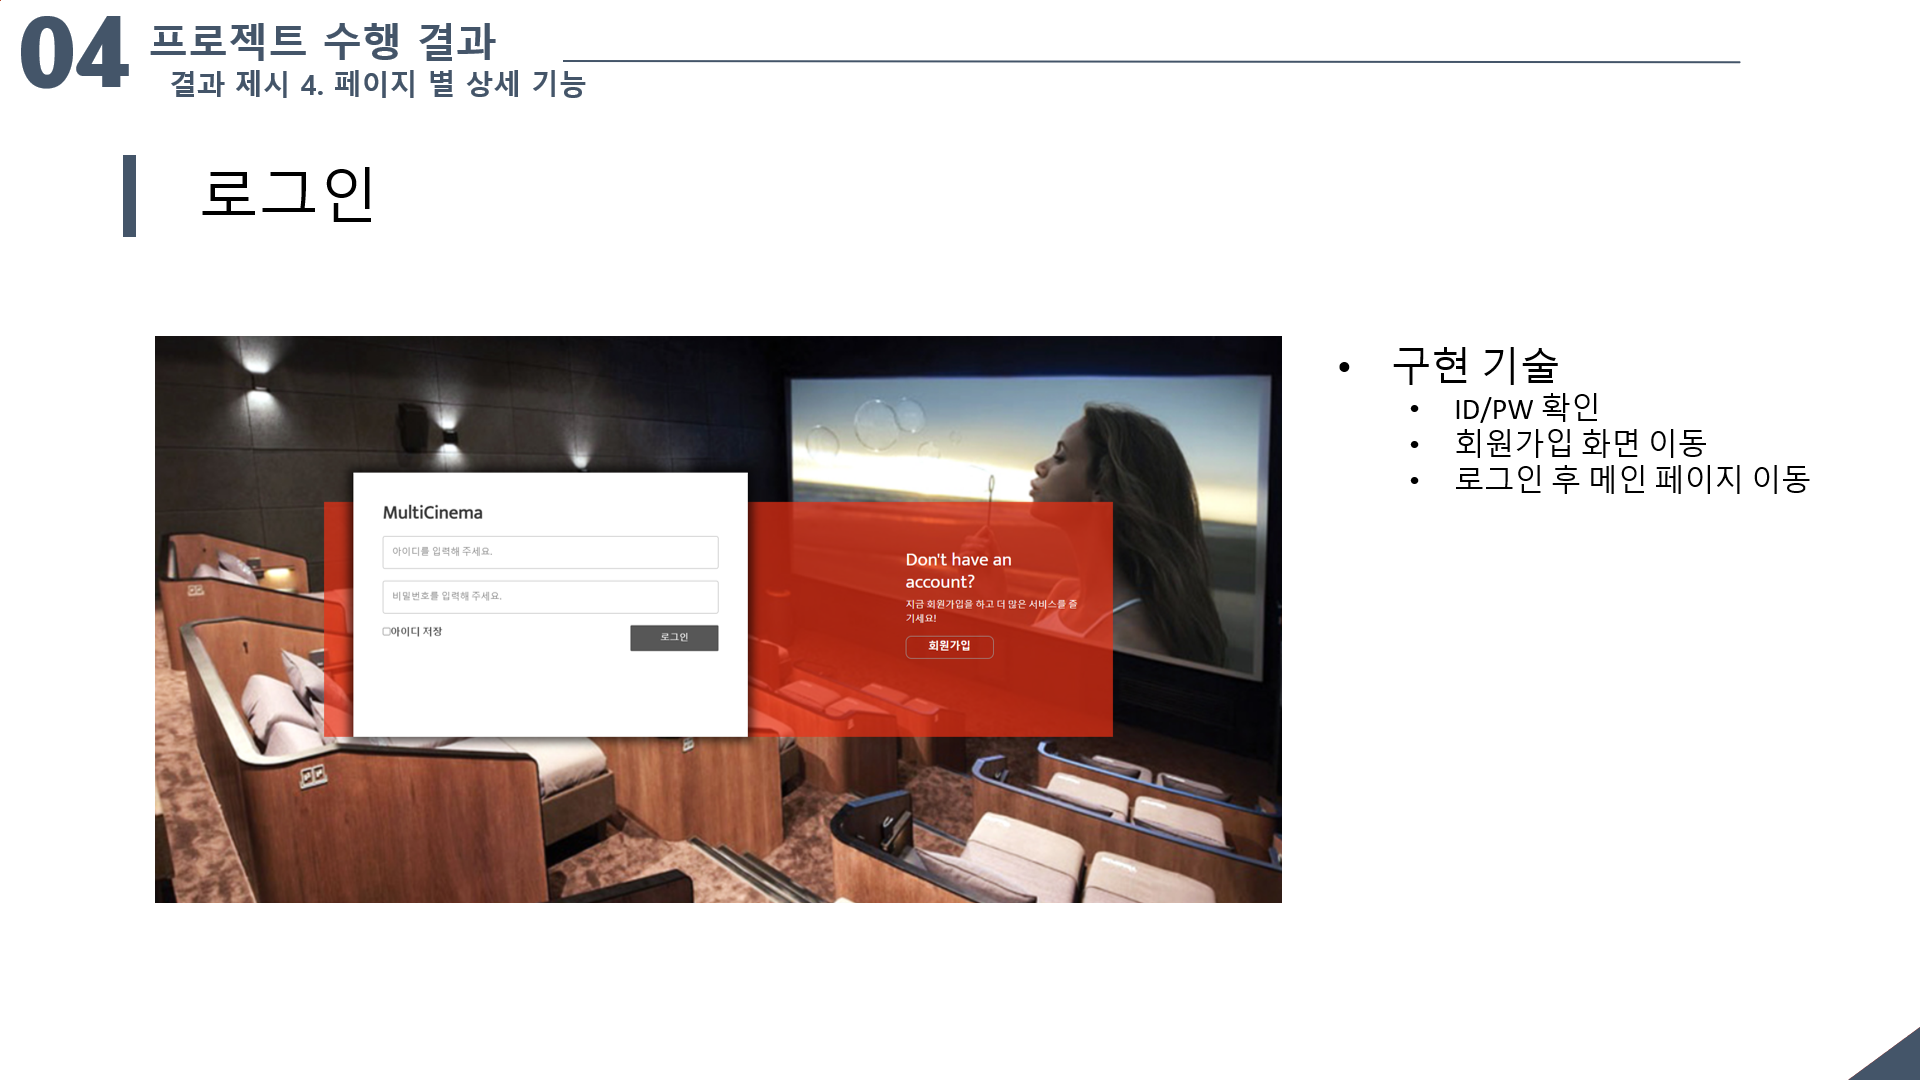 04
프로젝트 수행 결과
결과 제시 4. 페이지 별 상세 기능
로그인
MultiCinema
아이디를 입력해 주세요.
비밀번호를 입력해 주세요.
아이디 저장
로그인
Don't have an
account?
지금 회원가입을 하고 더 많은 서비스를 즐
기세요!
회원가입
• 구현 기술
• ID/PW 확인
• 회원가입 화면 이동
• 로그인 후 메인 페이지 이동